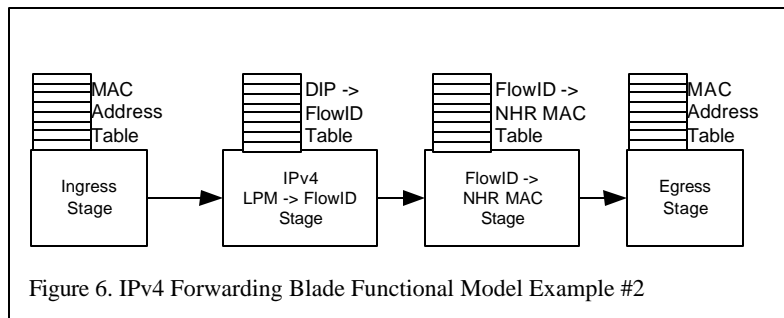 MAC
Address
Table
DIP ->
FlowID
Table
FlowID ->
NHR MAC
Table
MAC
Address
Table
Ingress
Stage
IPv4
LPM -> FlowID
Stage
FlowID ->
NHR MAC
Stage
Egress
Stage
Figure 6. IPv4 Forwarding Blade Functional Model Example #2